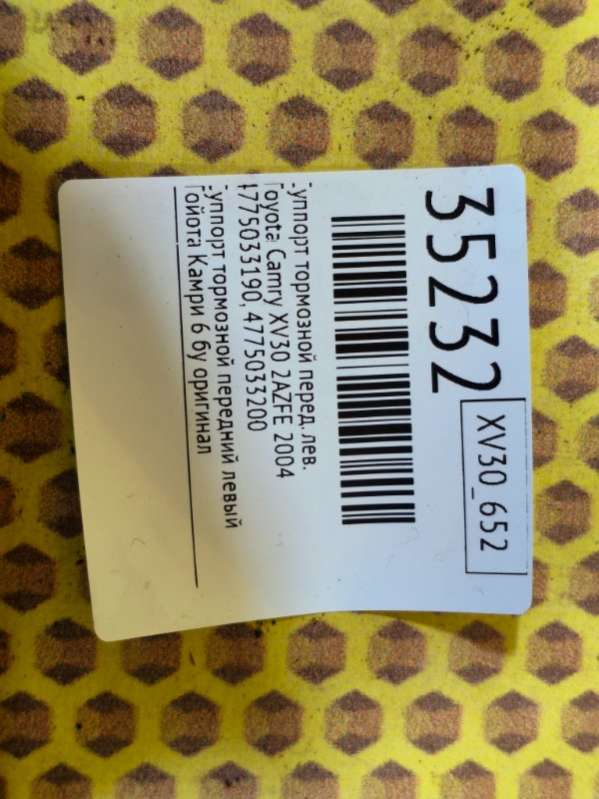 35232
XV30_652
-уппорт тормозной перед. лев.
Toyota Camry XV30 2AZFE 2004
4775033190, 4775033200
-уппорт тормозной передний левый
Тойота Камри 6 бу оригинал